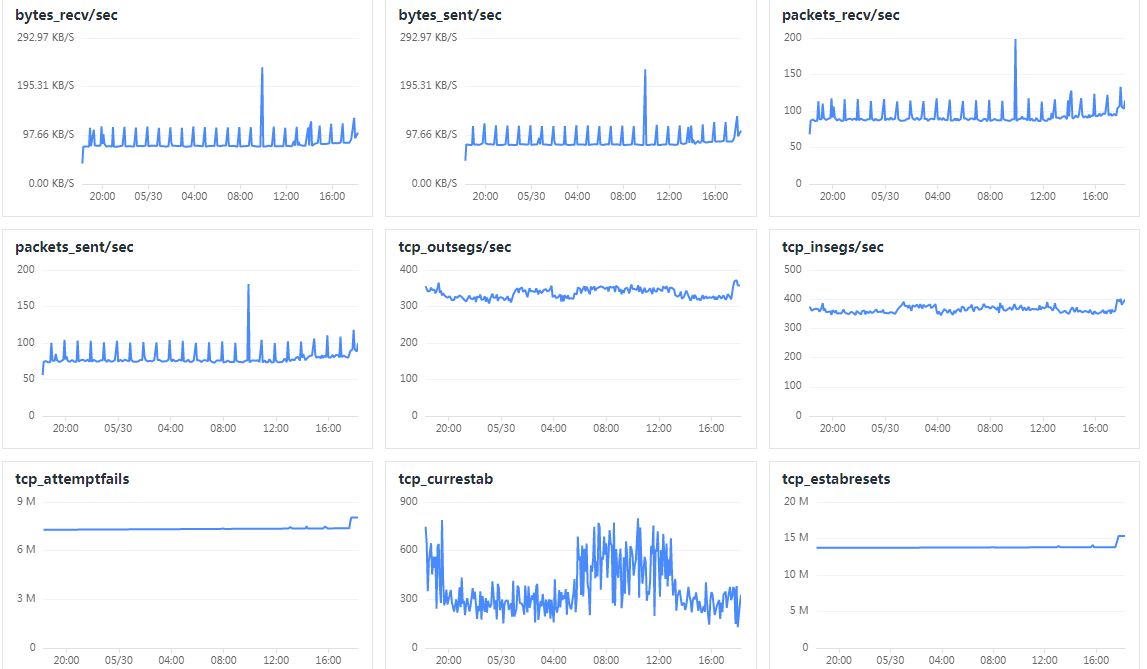 bytes_recv/sec
292.97 KB/S
195.31 KB/S
97.66 KB/S
0.00 KB/S
20:00 05/30 04:00 08:00 12:00 16:00
bytes_sent/sec
292.97 KB/S
195.31 KB/S
97.66 KB/S
0.00 KB/S
20:00 05/30 04:00 08:00 12:00 16:00
packets_recv/sec
200
150
100
50
0
20:00 05/30 04:00 08:00 12:00 16:00
packets_sent/sec
200
150
100
50
0
20:00 05/30 04:00 08:00 12:00 16:00
tcp_outsegs/sec
400
300
200
100
0
20:00 05/30 04:00 08:00 12:00 16:00
tcp_insegs/sec
500
400
300
200
100
0
20:00 05/30 04:00 08:00 12:00 16:00
tcp_attemptfails
9 M
6 M
3 M
0
20:00 05/30 04:00 08:00 12:00 16:00
tcp_currestab
900
600
300
0
20:00 05/30 04:00 08:00 12:00 16:00
tcp_estabresets
20 M
15 M
10 M
5 M
0
20:00 05/30 04:00 08:00 12:00 16:00